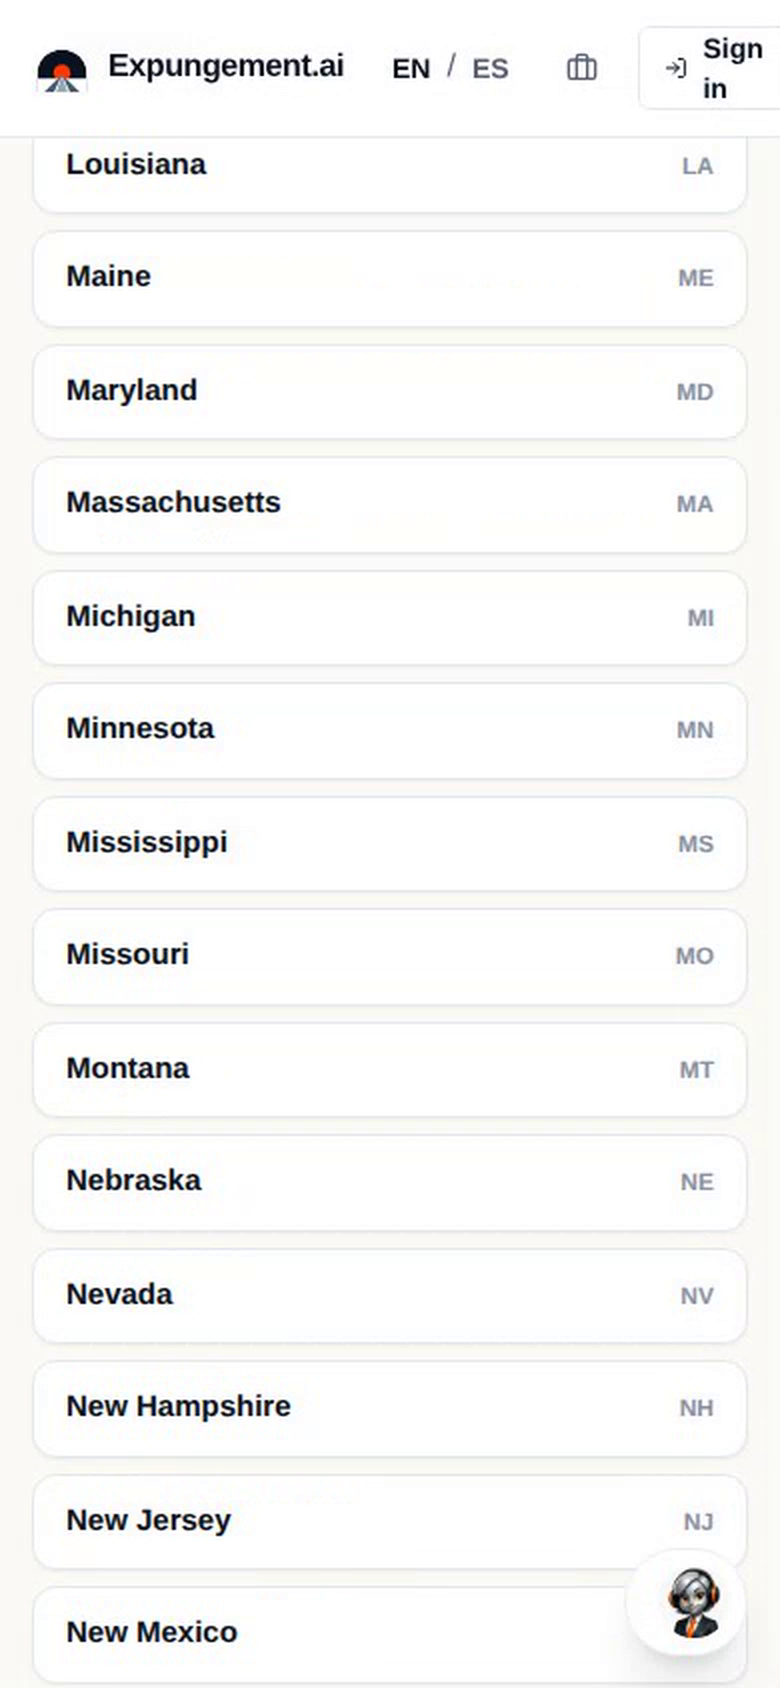 Expungement.ai EN / ES Sign in
Louisiana LA
Maine ME
Maryland MD
Massachusetts MA
Michigan MI
Minnesota MN
Mississippi MS
Missouri MO
Montana MT
Nebraska NE
Nevada NV
New Hampshire NH
New Jersey NJ
New Mexico